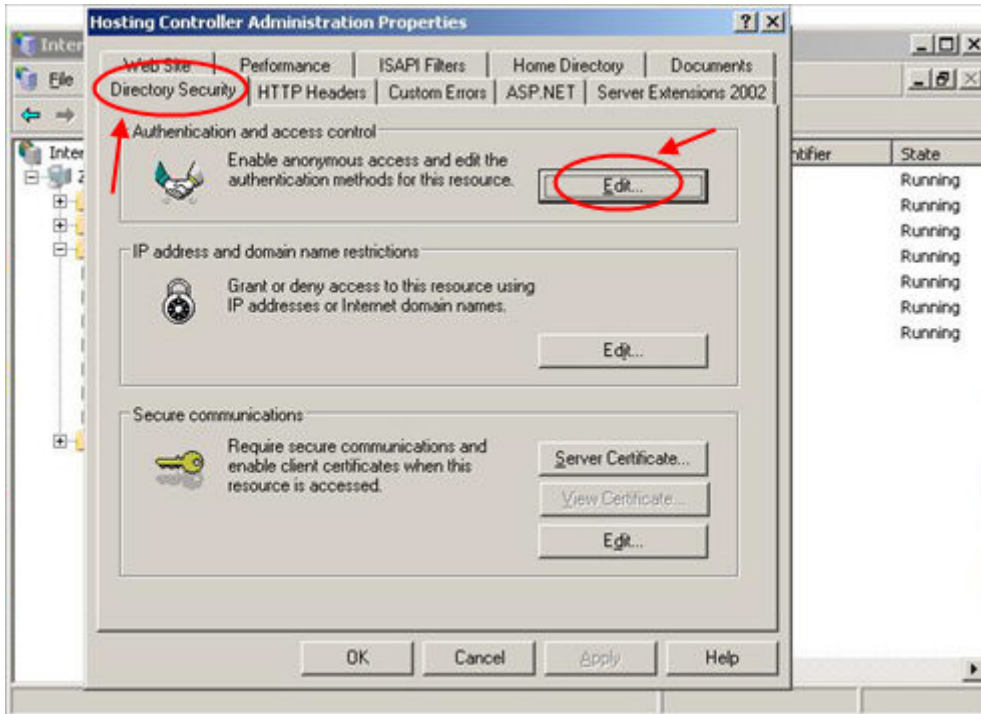 Hosting Controller Administration Properties
Inter
File
Web Site Performance ISAPI Filters Home Directory Documents
Directory Security HTTP Headers Custom Errors ASP.NET Server Extensions 2002
Authentication and access control
Enable anonymous access and edit the
authentication methods for this resource.
Edit...
IP address and domain name restrictions
Grant or deny access to this resource using
IP addresses or Internet domain names.
Edit...
Secure communications
Require secure communications and
enable client certificates when this
resource is accessed.
Server Certificate...
View Certificate...
Edit...
OK Cancel Apply Help
Inter
ntifier State
Running
Running
Running
Running
Running
Running
Running